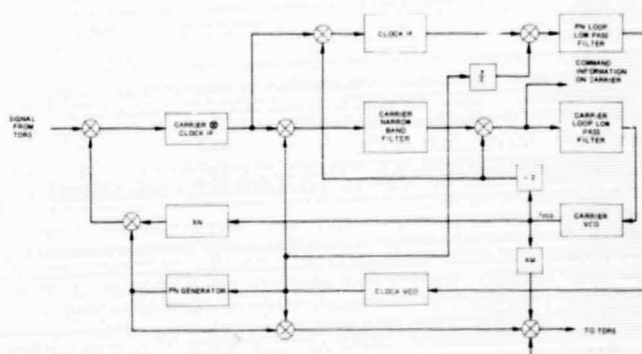 CLOCK IF
PN LOOP
LOW PASS
FILTER
COMMAND
INFORMATION
ON CARRIER
SIGNAL
FROM
TDRS
CARRIER ⊗
CLOCK IF
CARRIER
NARROW
BAND
FILTER
CARRIER
LOOP LOW
PASS
FILTER
÷ 2
XN
CARRIER
VCO
XM
PN GENERATOR
CLOCK VCO
TO TDRS